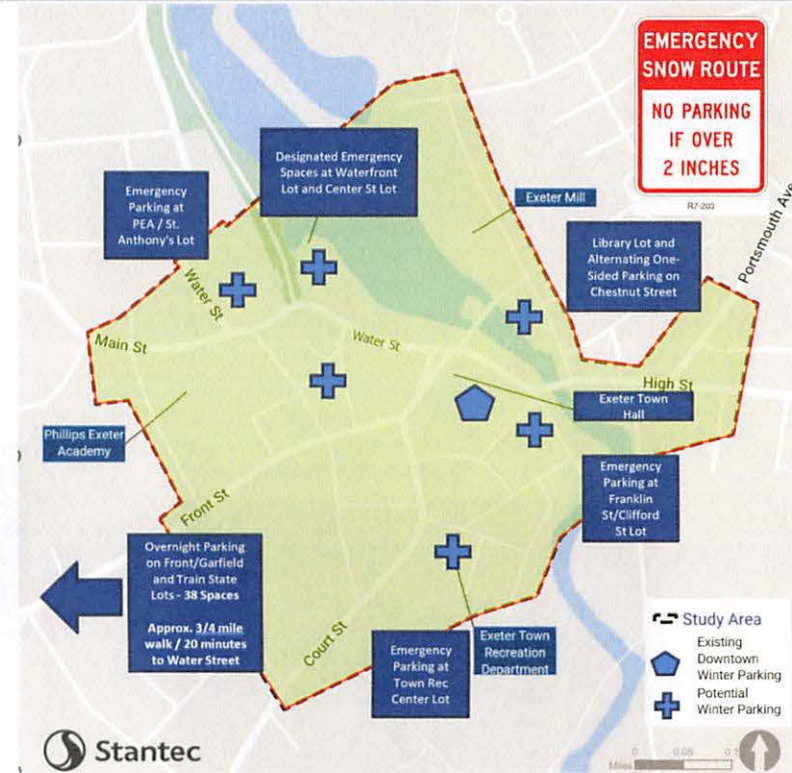 EMERGENCY
SNOW ROUTE
NO PARKING
IF OVER
2 INCHES
R7-203
Designated Emergency
Spaces at Waterfront
Lot and Center St Lot
Emergency
Parking at
PEA / St.
Anthony's Lot
Exeter Mill
Portsmouth Ave
Library Lot and
Alternating One-
Sided Parking on
Chestnut Street
Water St
Main St
Water St
High St
Exeter Town
Hall
Phillips Exeter
Academy
Front St
Emergency
Parking at
Franklin
St/Clifford
St Lot
Overnight Parking
on Front/Garfield
and Train State
Lots - 38 Spaces
Approx. 3/4 mile
walk / 20 minutes
to Water Street
Court St
Emergency
Parking at
Town Rec
Center Lot
Exeter Town
Recreation
Department
Study Area
Existing
Downtown
Winter Parking
Potential
Winter Parking
Stantec
0 0.05
Miles